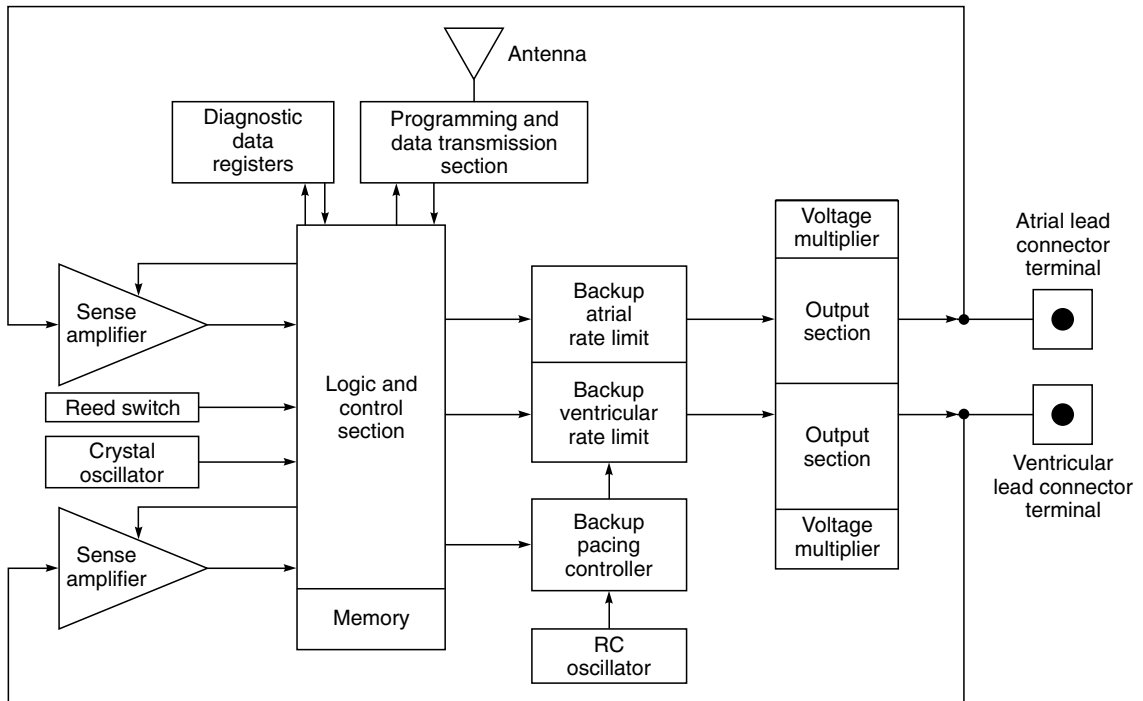 Antenna
Diagnostic
data
registers
Programming and
data transmission
section
Voltage
multiplier
Atrial lead
connector
terminal
Sense
amplifier
Backup
atrial
rate limit
Output
section
Logic and
control
section
Reed switch
Backup
ventricular
rate limit
Crystal
oscillator
Output
section
Ventricular
lead connector
terminal
Sense
amplifier
Backup
pacing
controller
Voltage
multiplier
Memory
RC
oscillator